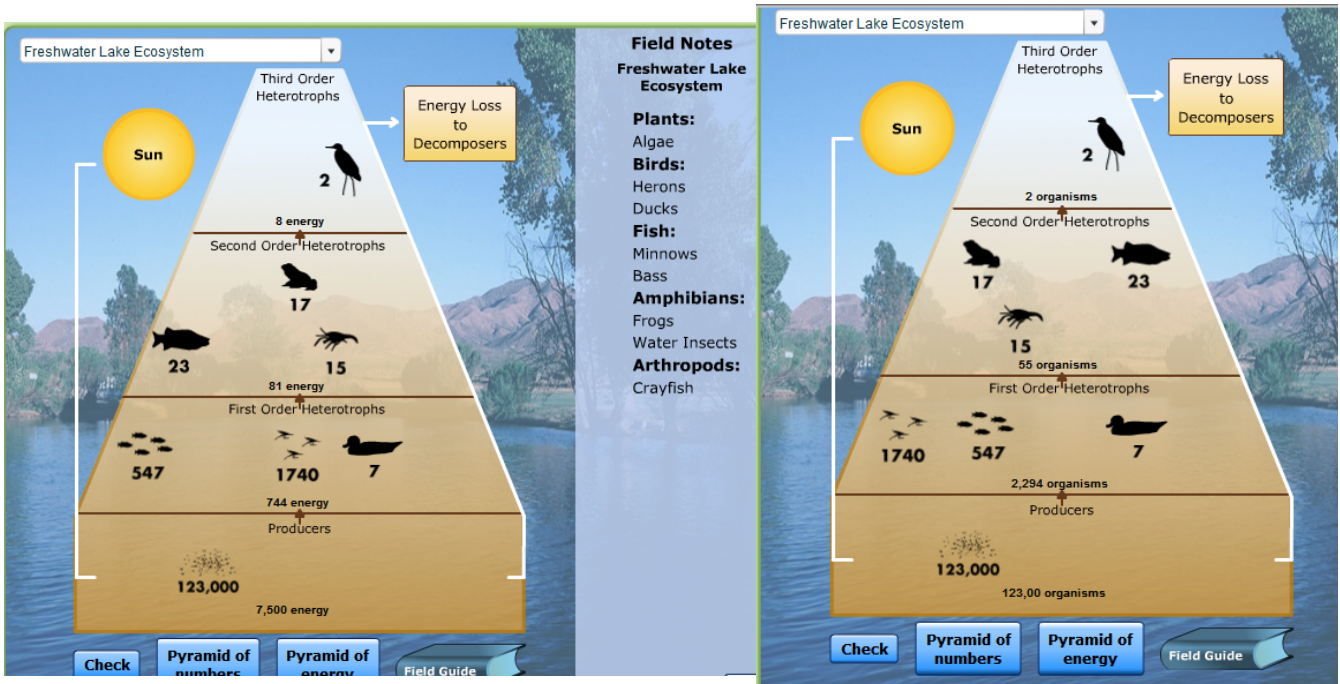 Freshwater Lake Ecosystem
Third Order
Heterotrophs
Energy Loss
to
Decomposers
Sun
2
8 energy
Second Order Heterotrophs
17
23
15
81 energy
First Order Heterotrophs
547
1740
7
744 energy
Producers
123,000
7,500 energy
Check
Pyramid of
numbers
Pyramid of
energy
Field Guide
Field Notes
Freshwater Lake
Ecosystem
Plants:
Algae
Birds:
Herons
Ducks
Fish:
Minnows
Bass
Amphibians:
Frogs
Water Insects
Arthropods:
Crayfish
Freshwater Lake Ecosystem
Third Order
Heterotrophs
Energy Loss
to
Decomposers
Sun
2
2 organisms
Second Order Heterotrophs
17
23
15
55 organisms
First Order Heterotrophs
1740
547
7
2,294 organisms
Producers
123,000
123,00 organisms
Check
Pyramid of
numbers
Pyramid of
energy
Field Guide